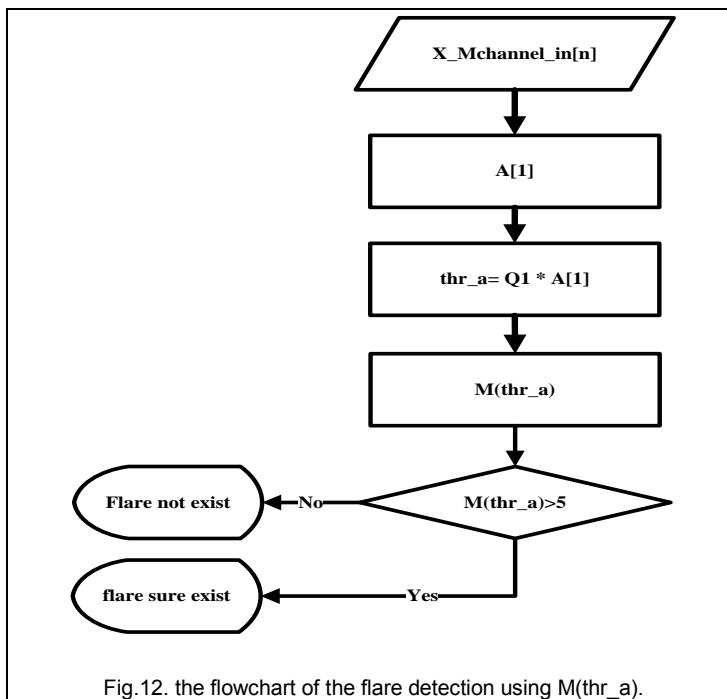 X_Mchannel_in[n]
A[1]
thr_a= Q1 * A[1]
M(thr_a)
M(thr_a)>5
No
Flare not exist
Yes
flare sure exist
Fig.12. the flowchart of the flare detection using M(thr_a).